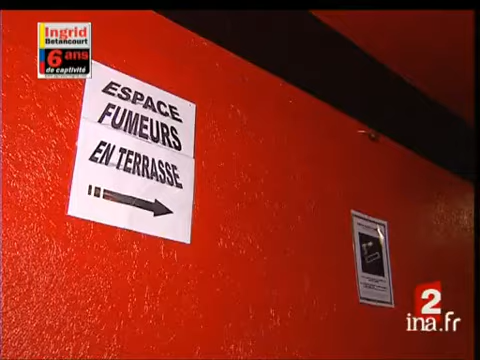 Ingrid
Betancourt
6 ans
de captivité
ESPACE
FUMEURS
EN TERRASSE
2
ina.fr